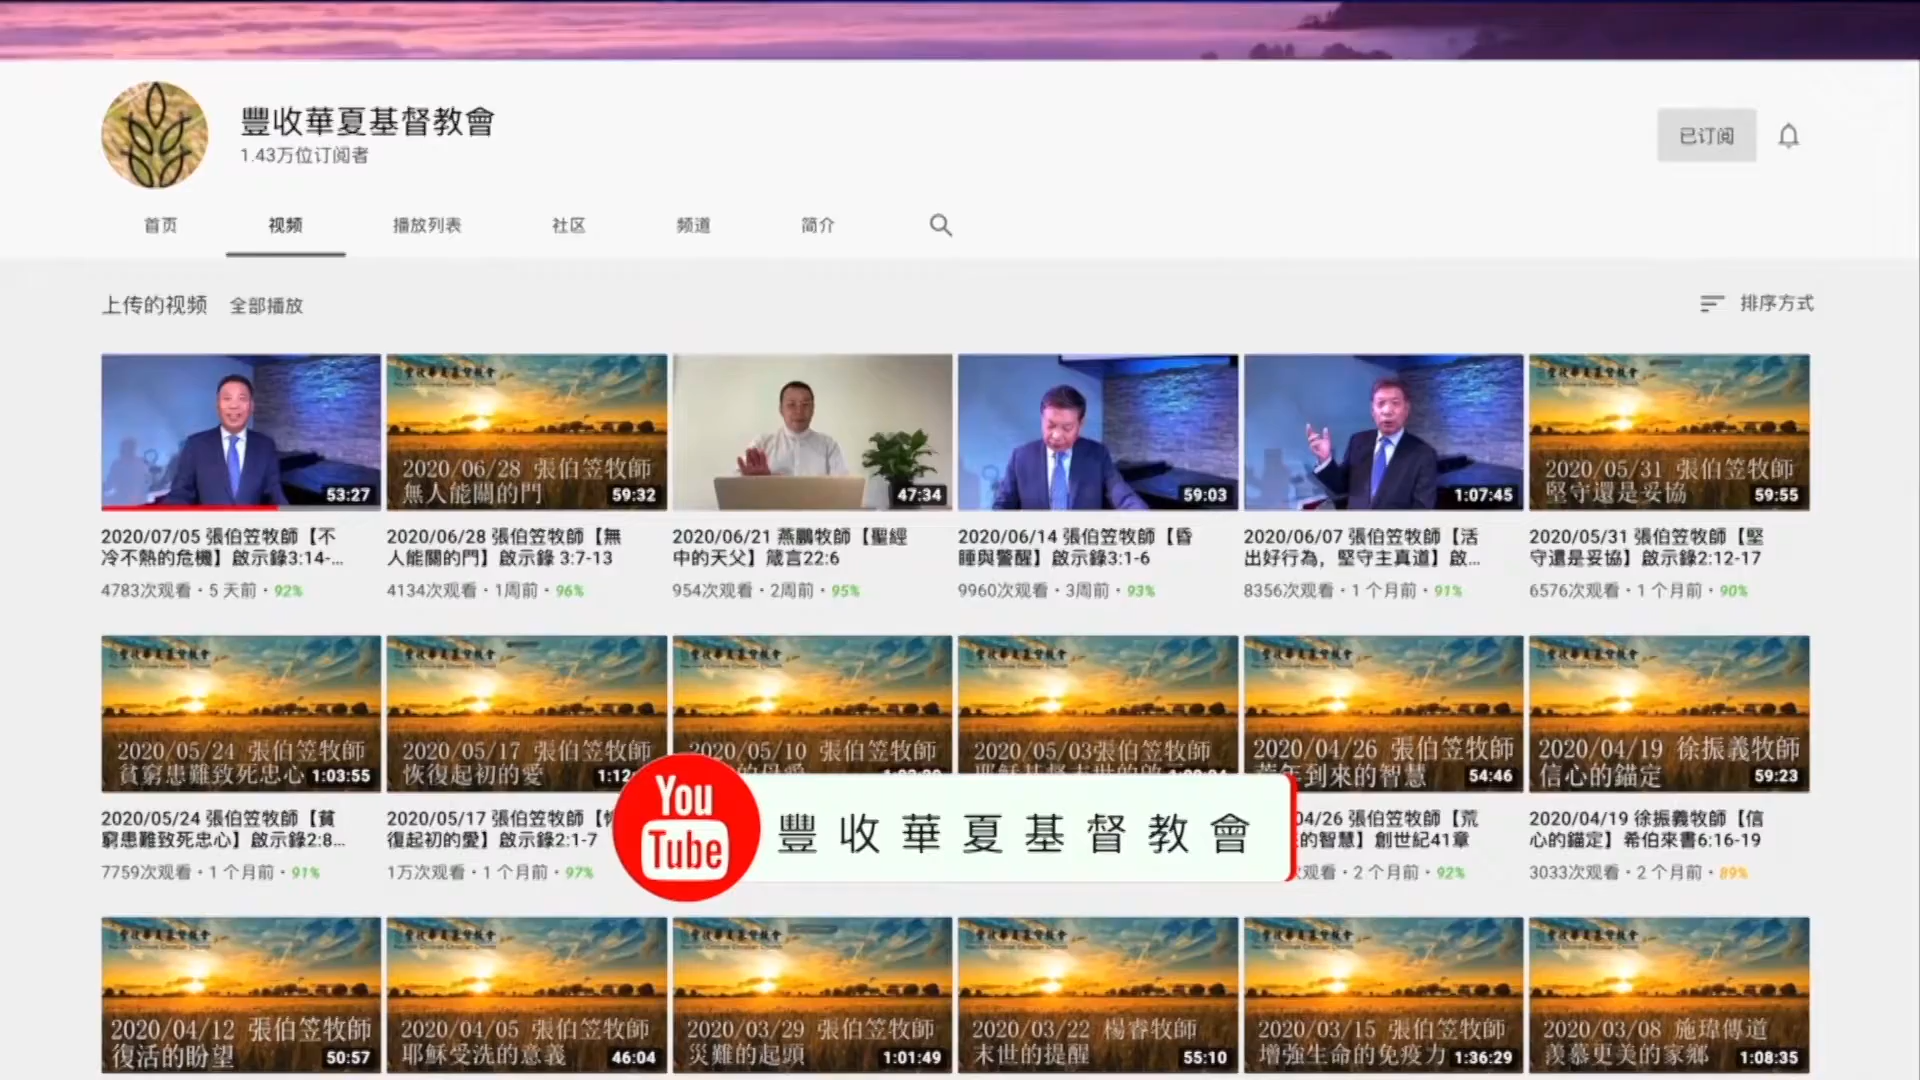 豐收華夏基督教會
1.43万位订阅者
已订阅
首页 视频 播放列表 社区 频道 简介
上传的视频 全部播放
排序方式
53:27
2020/06/28 張伯笠牧師
無人能關的門 59:32
47:34
59:03
1:07:45
豐收華夏基督教會
2020/05/31 張伯笠牧師
堅守還是妥協 59:55
2020/07/05 張伯笠牧師【不
冷不熱的危機】啟示錄3:14-...
4783次观看・5 天前・92%
2020/06/28 張伯笠牧師【無
人能關的門】啟示錄 3:7-13
4134次观看・1周前・96%
2020/06/21 燕鵬牧師【聖經
中的天父】箴言22:6
954次观看・2周前・95%
2020/06/14 張伯笠牧師【昏
睡與警醒】啟示錄3:1-6
9960次观看・3周前・93%
2020/06/07 張伯笠牧師【活
出好行為，堅守主真道】啟...
8356次观看・1 个月前・91%
2020/05/31 張伯笠牧師【堅
守還是妥協】啟示錄2:12-17
6576次观看・1 个月前・90%
2020/05/24 張伯笠牧師
貧窮患難致死忠心 1:03:55
2020/05/17 張伯笠牧師
恢復起初的愛 1:12:
2020/05/10 張伯笠牧師
2020/05/03張伯笠牧師
2020/04/26 張伯笠牧師
荒年到來的智慧 54:46
2020/04/19 徐振義牧師
信心的錨定 59:23
2020/05/24 張伯笠牧師【貧
窮患難致死忠心】啟示錄2:8...
7759次观看・1 个月前・91%
2020/05/17 張伯笠牧師【恢
復起初的愛】啟示錄2:1-7
1万次观看・1 个月前・97%
You
Tube
豐收華夏基督教會
04/26 張伯笠牧師【荒
的智慧】創世紀41章
次观看・2 个月前・92%
2020/04/19 徐振義牧師【信
心的錨定】希伯來書6:16-19
3033次观看・2 个月前・89%
2020/04/12 張伯笠牧師
復活的盼望 50:57
2020/04/05 張伯笠牧師
耶穌受洗的意義 46:04
2020/03/29 張伯笠牧師
災難的起頭 1:01:49
2020/03/22 楊睿牧師
末世的提醒 55:10
2020/03/15 張伯笠牧師
增強生命的免疫力 1:36:29
2020/03/08 施瑋傳道
羨慕更美的家鄉 1:08:35